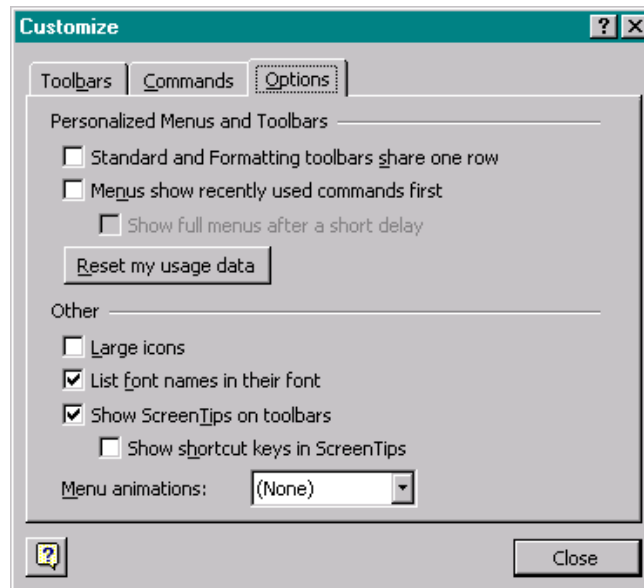 Customize
Toolbars Commands Options
Personalized Menus and Toolbars
Standard and Formatting toolbars share one row
Menus show recently used commands first
Show full menus after a short delay
Reset my usage data
Other
Large icons
List font names in their font
Show ScreenTips on toolbars
Show shortcut keys in ScreenTips
Menu animations: (None)
Close